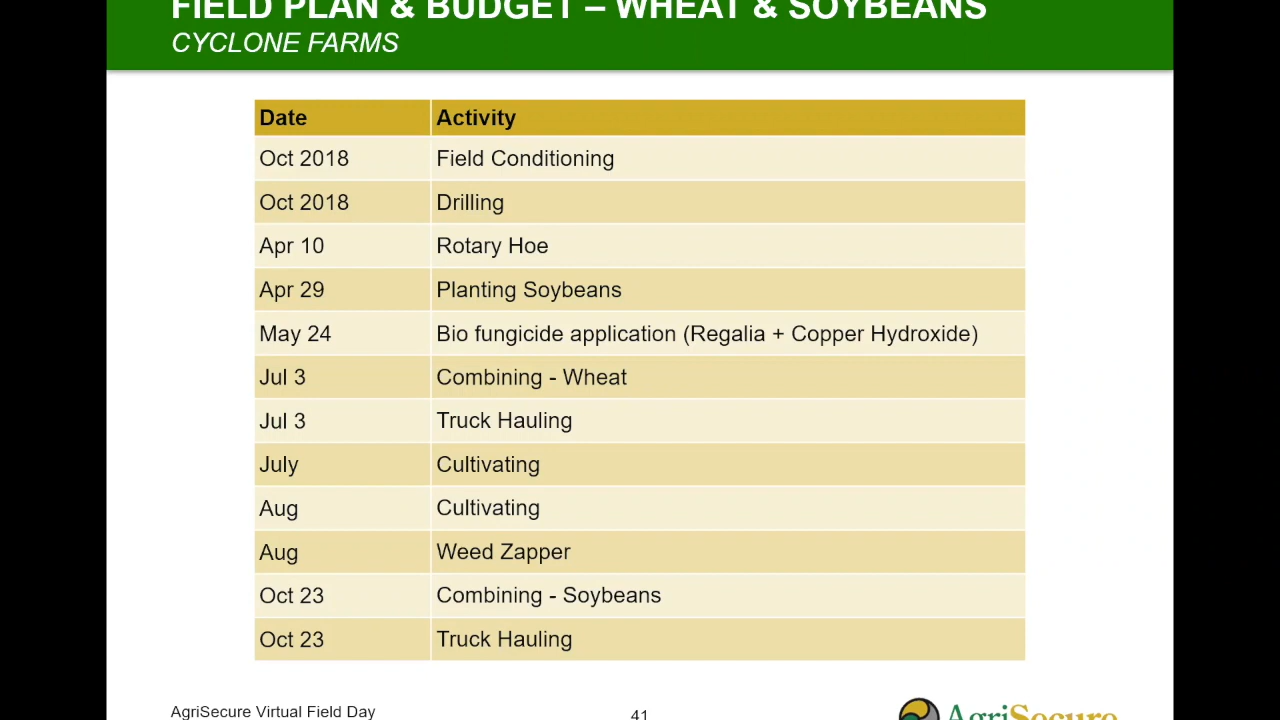 FIELD PLAN & BUDGET – WHEAT & SOYBEANS
CYCLONE FARMS
Date Activity
Oct 2018 Field Conditioning
Oct 2018 Drilling
Apr 10 Rotary Hoe
Apr 29 Planting Soybeans
May 24 Bio fungicide application (Regalia + Copper Hydroxide)
Jul 3 Combining - Wheat
Jul 3 Truck Hauling
July Cultivating
Aug Cultivating
Aug Weed Zapper
Oct 23 Combining - Soybeans
Oct 23 Truck Hauling
AgriSecure Virtual Field Day 41 AgriSecure